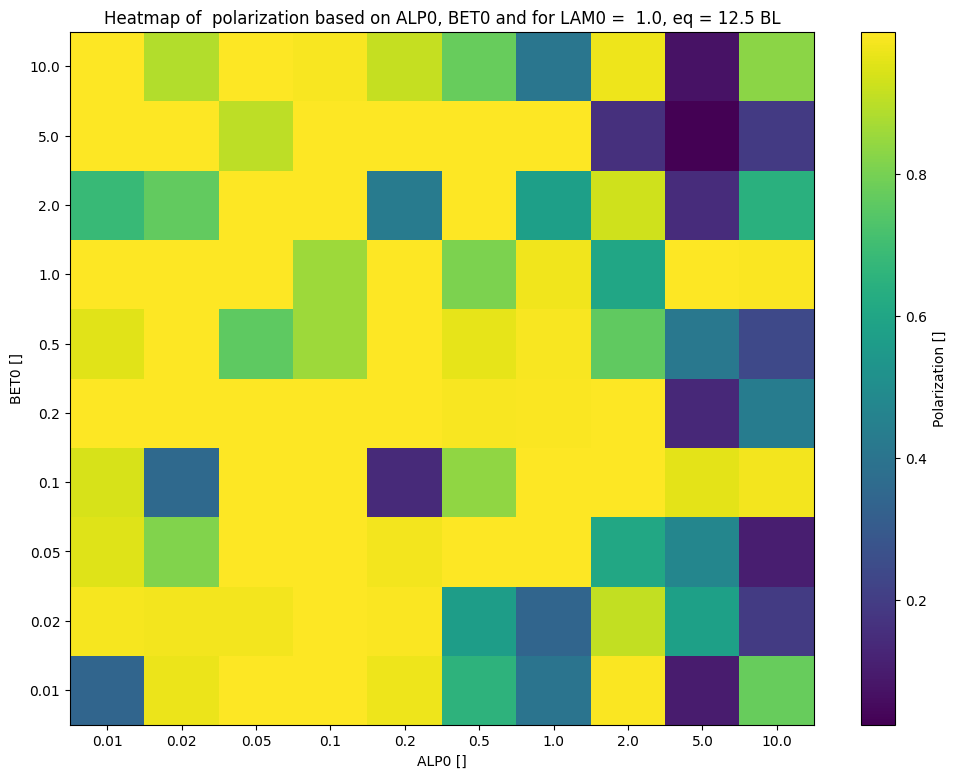 Heatmap of  polarization based on ALP0, BET0 and for LAM0 =  1.0, eq = 12.5 BL
10.0
5.0
2.0
1.0
0.5
0.2
0.1
0.05
0.02
0.01
BET0 []
0.01 0.02 0.05 0.1 0.2 0.5 1.0 2.0 5.0 10.0
ALP0 []
0.8
0.6
0.4
0.2
Polarization []